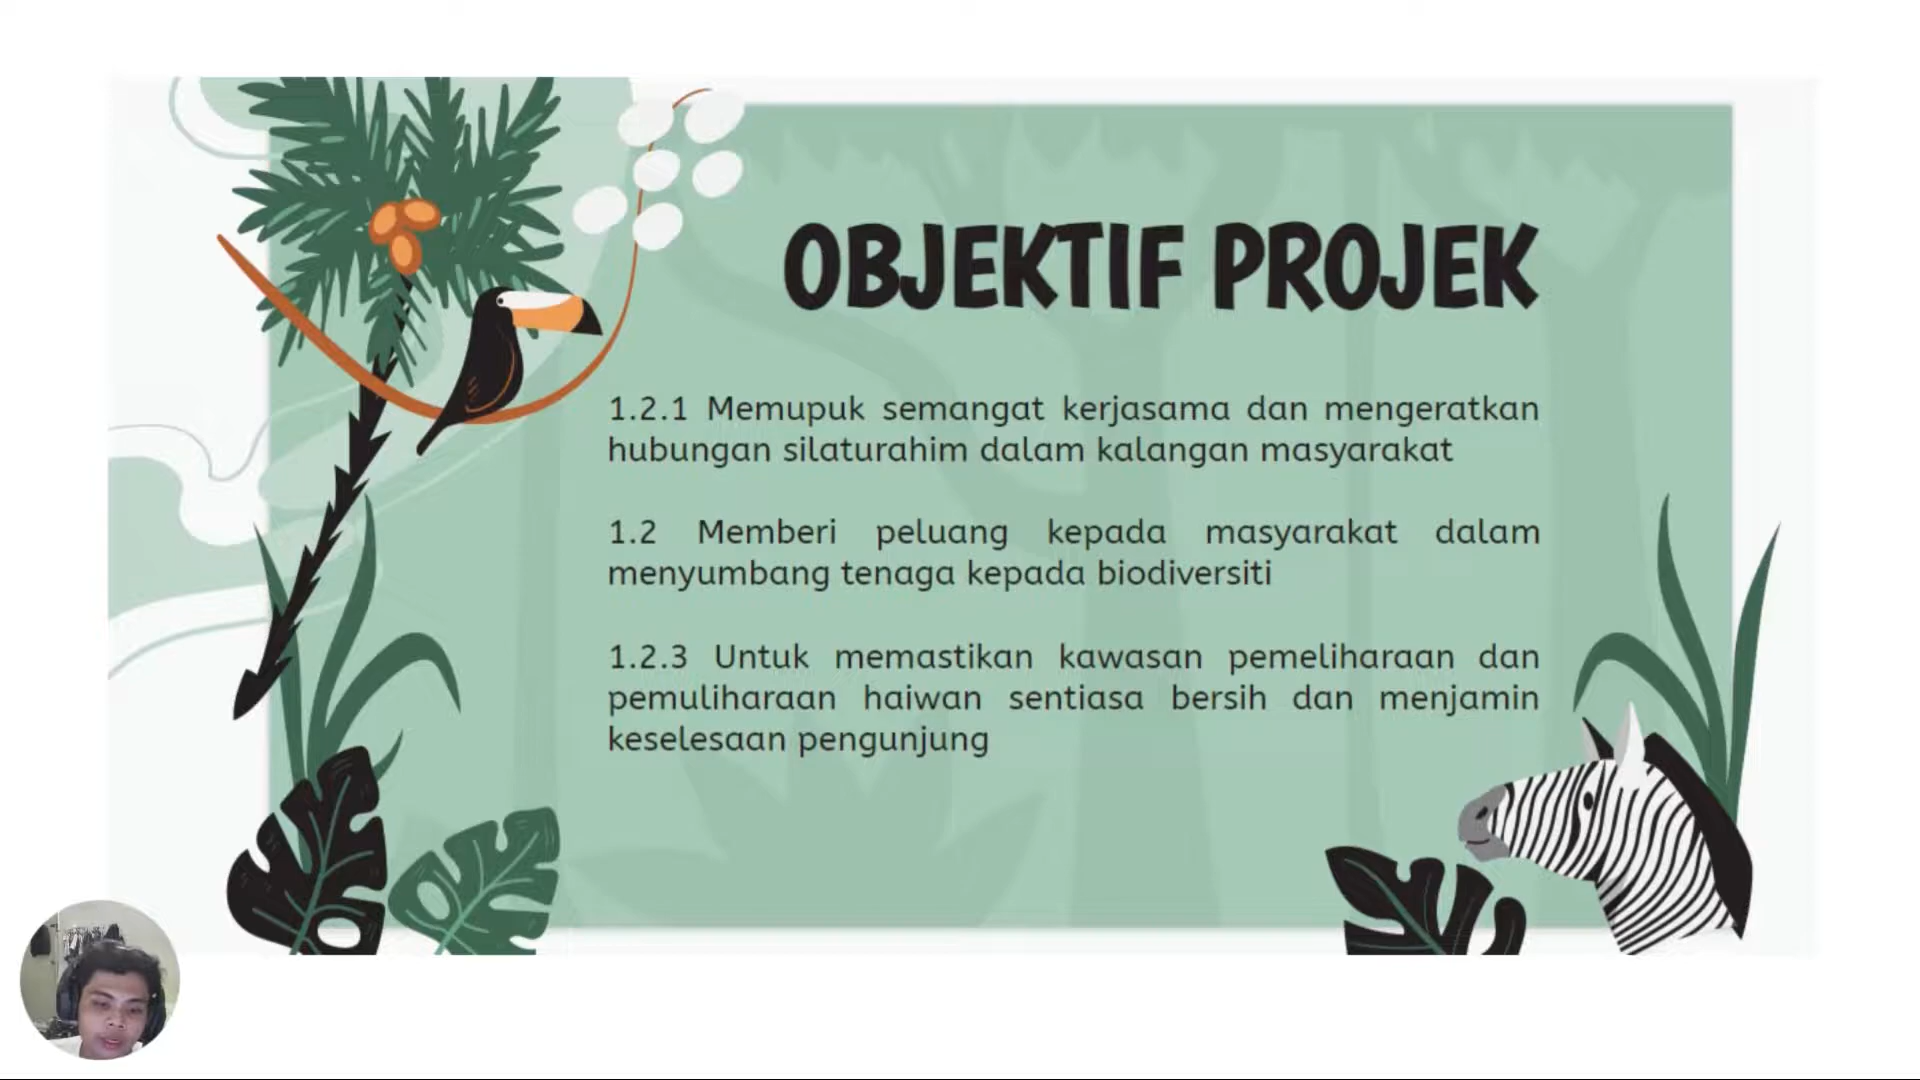 OBJEKTIF PROJEK
1.2.1 Memupuk semangat kerjasama dan mengeratkan
hubungan silaturahim dalam kalangan masyarakat
1.2 Memberi peluang kepada masyarakat dalam
menyumbang tenaga kepada biodiversiti
1.2.3 Untuk memastikan kawasan pemeliharaan dan
pemuliharaan haiwan sentiasa bersih dan menjamin
keselesaan pengunjung